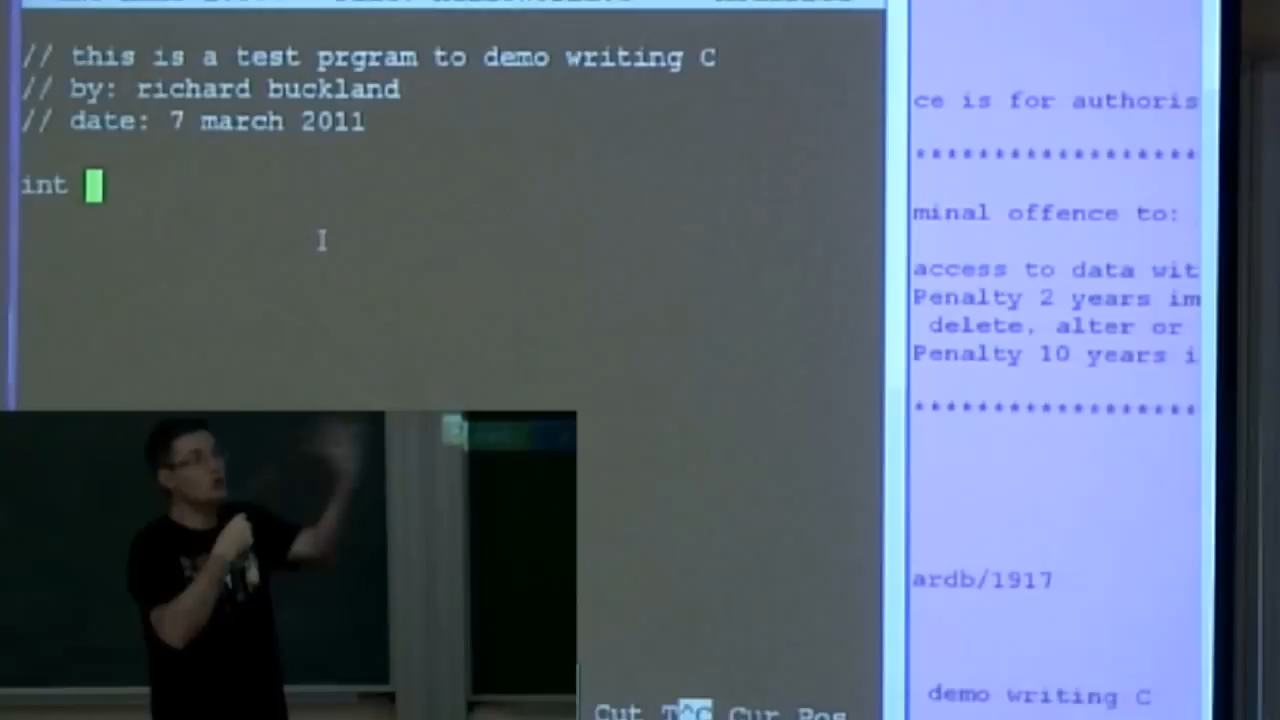 // this is a test prgram to demo writing C
// by: richard buckland
// date: 7 march 2011
int
Cut T^C Cur Pos
ce is for authoris
******************
minal offence to:
access to data wit
Penalty 2 years im
delete, alter or
Penalty 10 years i
******************
ardb/1917
demo writing C